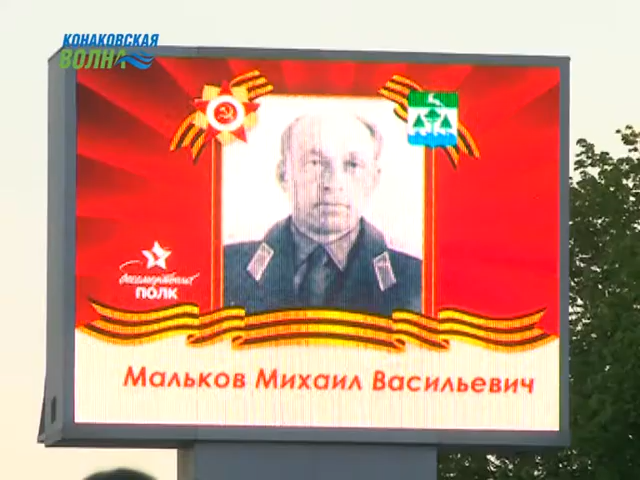 КОНАКОВСКАЯ
ВОЛНА
бессмертный
ПОЛК
Мальков Михаил Васильевич